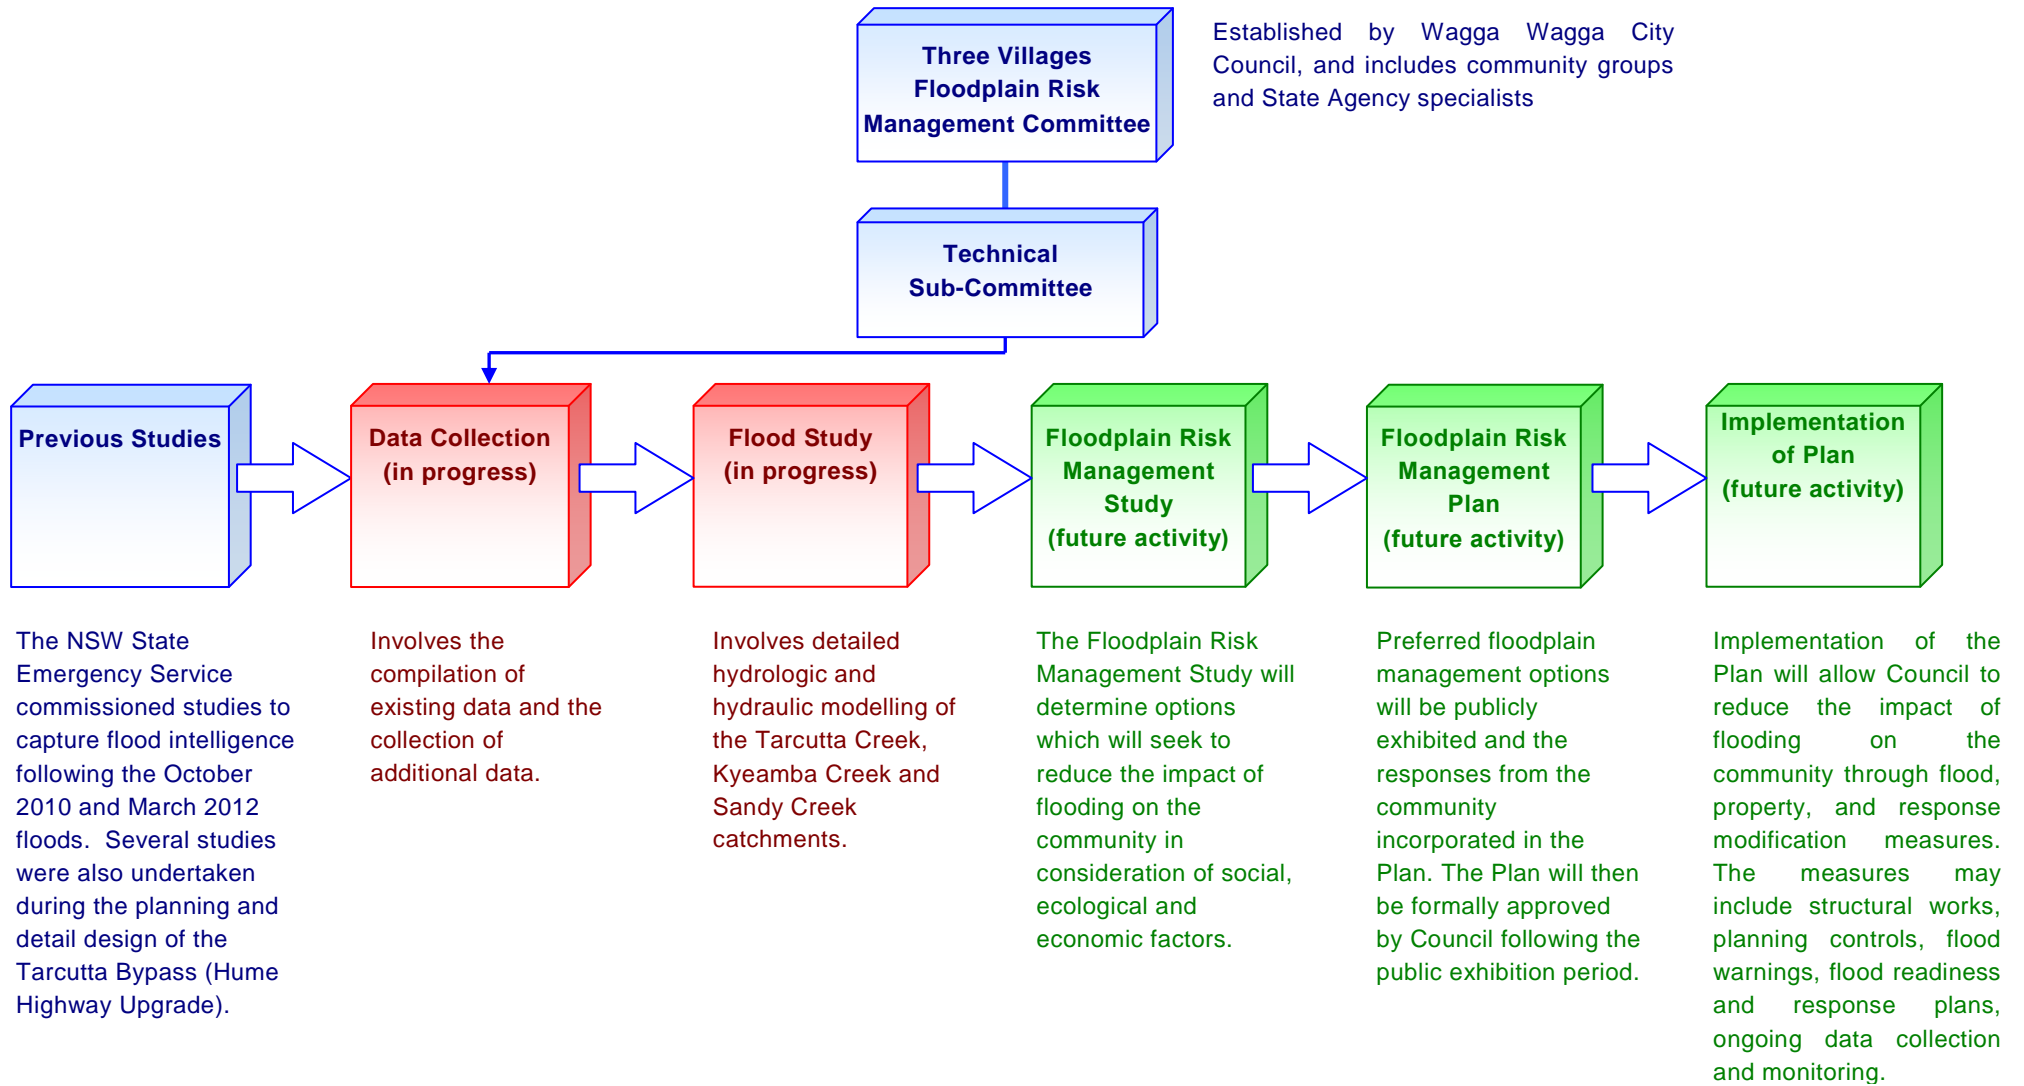 Three Villages
Floodplain Risk
Management Committee
Established by Wagga Wagga City
Council, and includes community groups
and State Agency specialists
Technical
Sub-Committee
Previous Studies
Data Collection
(in progress)
Flood Study
(in progress)
Floodplain Risk
Management
Study
(future activity)
Floodplain Risk
Management
Plan
(future activity)
Implementation
of Plan
(future activity)
The NSW State
Emergency Service
commissioned studies to
capture flood intelligence
following the October
2010 and March 2012
floods.  Several studies
were also undertaken
during the planning and
detail design of the
Tarcutta Bypass (Hume
Highway Upgrade).
Involves the
compilation of
existing data and the
collection of
additional data.
Involves detailed
hydrologic and
hydraulic modelling of
the Tarcutta Creek,
Kyeamba Creek and
Sandy Creek
catchments.
The Floodplain Risk
Management Study will
determine options
which will seek to
reduce the impact of
flooding on the
community in
consideration of social,
ecological and
economic factors.
Preferred floodplain
management options
will be publicly
exhibited and the
responses from the
community
incorporated in the
Plan. The Plan will then
be formally approved
by Council following the
public exhibition period.
Implementation of the
Plan will allow Council to
reduce the impact of
flooding on the
community through flood,
property, and response
modification measures.
The measures may
include structural works,
planning controls, flood
warnings, flood readiness
and response plans,
ongoing data collection
and monitoring.